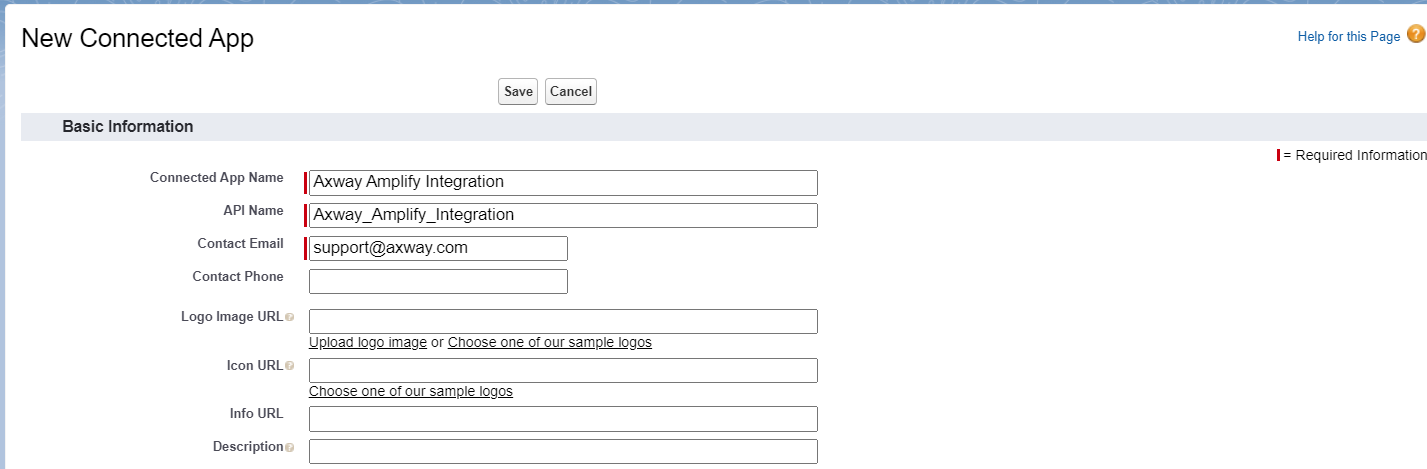 New Connected App
Help for this Page ?
Save Cancel
Basic Information
= Required Information
Connected App Name Axway Amplify Integration
API Name Axway_Amplify_Integration
Contact Email support@axway.com
Contact Phone
Logo Image URL ?
Upload logo image or Choose one of our sample logos
Icon URL ?
Choose one of our sample logos
Info URL
Description ?